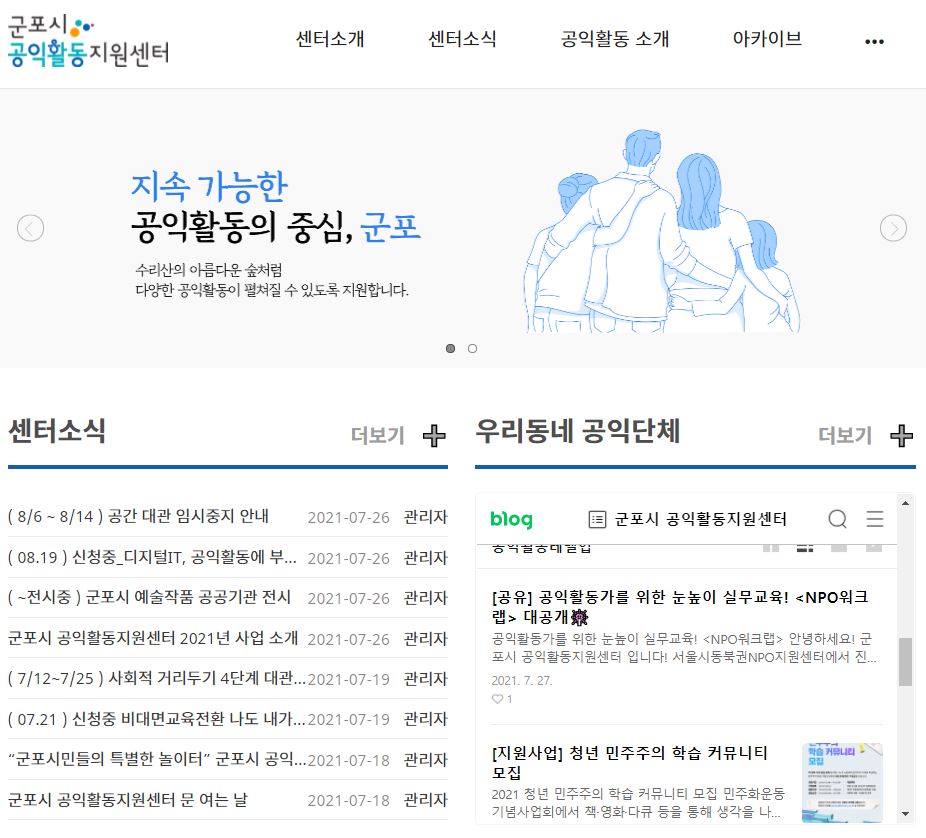 군포시
공익활동지원센터
센터소개
센터소식
공익활동 소개
아카이브
지속 가능한
공익활동의 중심, 군포
수리산의 아름다운 숲처럼
다양한 공익활동이 펼쳐질 수 있도록 지원합니다.
센터소식
더보기
( 8/6 ~ 8/14 ) 공간 대관 임시중지 안내 2021-07-26 관리자
( 08.19 ) 신청중_디지털IT, 공익활동에 부... 2021-07-26 관리자
( ~전시중 ) 군포시 예술작품 공공기관 전시 2021-07-26 관리자
군포시 공익활동지원센터 2021년 사업 소개 2021-07-26 관리자
( 7/12~7/25 ) 사회적 거리두기 4단계 대관... 2021-07-19 관리자
( 07.21 ) 신청중 비대면교육전환 나도 내가... 2021-07-19 관리자
“군포시민들의 특별한 놀이터” 군포시 공익... 2021-07-18 관리자
군포시 공익활동지원센터 문 여는 날 2021-07-18 관리자
우리동네 공익단체
더보기
blog 군포시 공익활동지원센터
[공유] 공익활동가를 위한 눈높이 실무교육! <NPO워크
랩> 대공개
공익활동가를 위한 눈높이 실무교육! <NPO워크랩> 안녕하세요! 군
포시 공익활동지원센터 입니다! 서울시동북권NPO지원센터에서 진...
2021. 7. 27.
1
[지원사업] 청년 민주주의 학습 커뮤니티
모집
2021 청년 민주주의 학습 커뮤니티 모집 민주화운동
기념사업회에서 책·영화·다큐 등을 통해 생각을 나...
학습 커뮤니티
모집